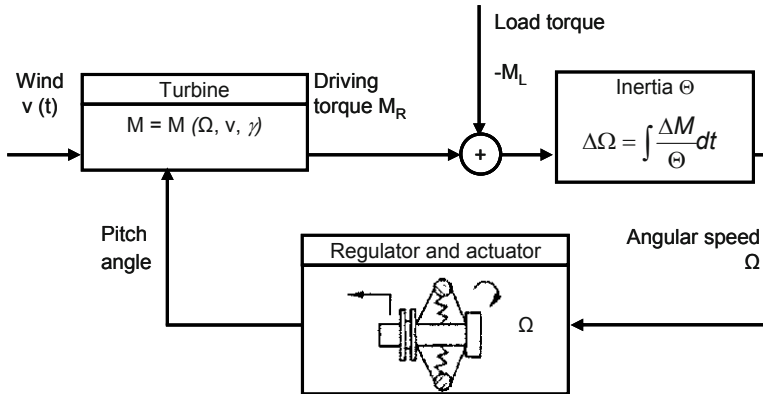 Load torque
-M_L
Wind
v (t)
Turbine
M = M (Ω, v, γ)
Driving
torque M_R
+
Inertia Θ
ΔΩ = ∫ ΔM/Θ dt
Pitch
angle
Regulator and actuator
Ω
Angular speed
Ω